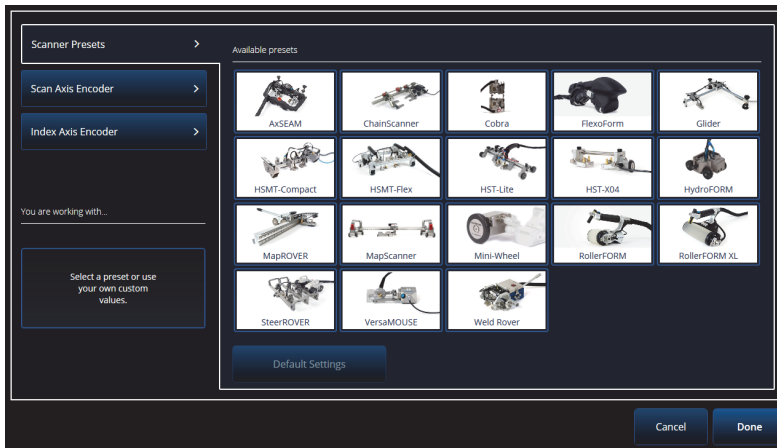 Scanner Presets
Scan Axis Encoder
Index Axis Encoder
You are working with...
Select a preset or use
your own custom
values.
Available presets
AxSEAM
ChainScanner
Cobra
FlexoForm
Glider
HSMT-Compact
HSMT-Flex
HST-Lite
HST-X04
HydroFORM
MapROVER
MapScanner
Mini-Wheel
RollerFORM
RollerFORM XL
SteerROVER
VersaMOUSE
Weld Rover
Default Settings
Cancel
Done